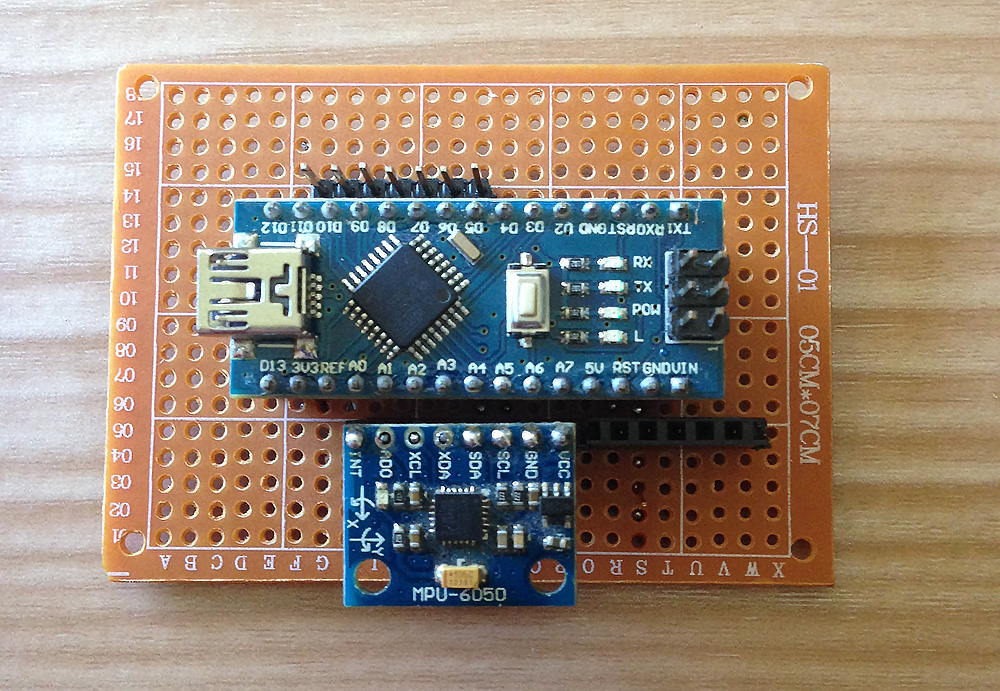 18
17
16
15
14
13
12
11
10
09
08
07
06
05
04
03
02
01
HS—01 05CM*07CM
D12 D11 D10 D9 D8 D7 D6 D5 D4 D3 D2 GND RST RX0 TX1
RX
TX
POW
L
1
D13 3V3 REF A0 A1 A2 A3 A4 A5 A6 A7 5V RST GND VIN
INT ADO XCL XDA SDA SCL GND VCC
X
Y
MPU-6050
A B C D E F G I O R S T U V W X